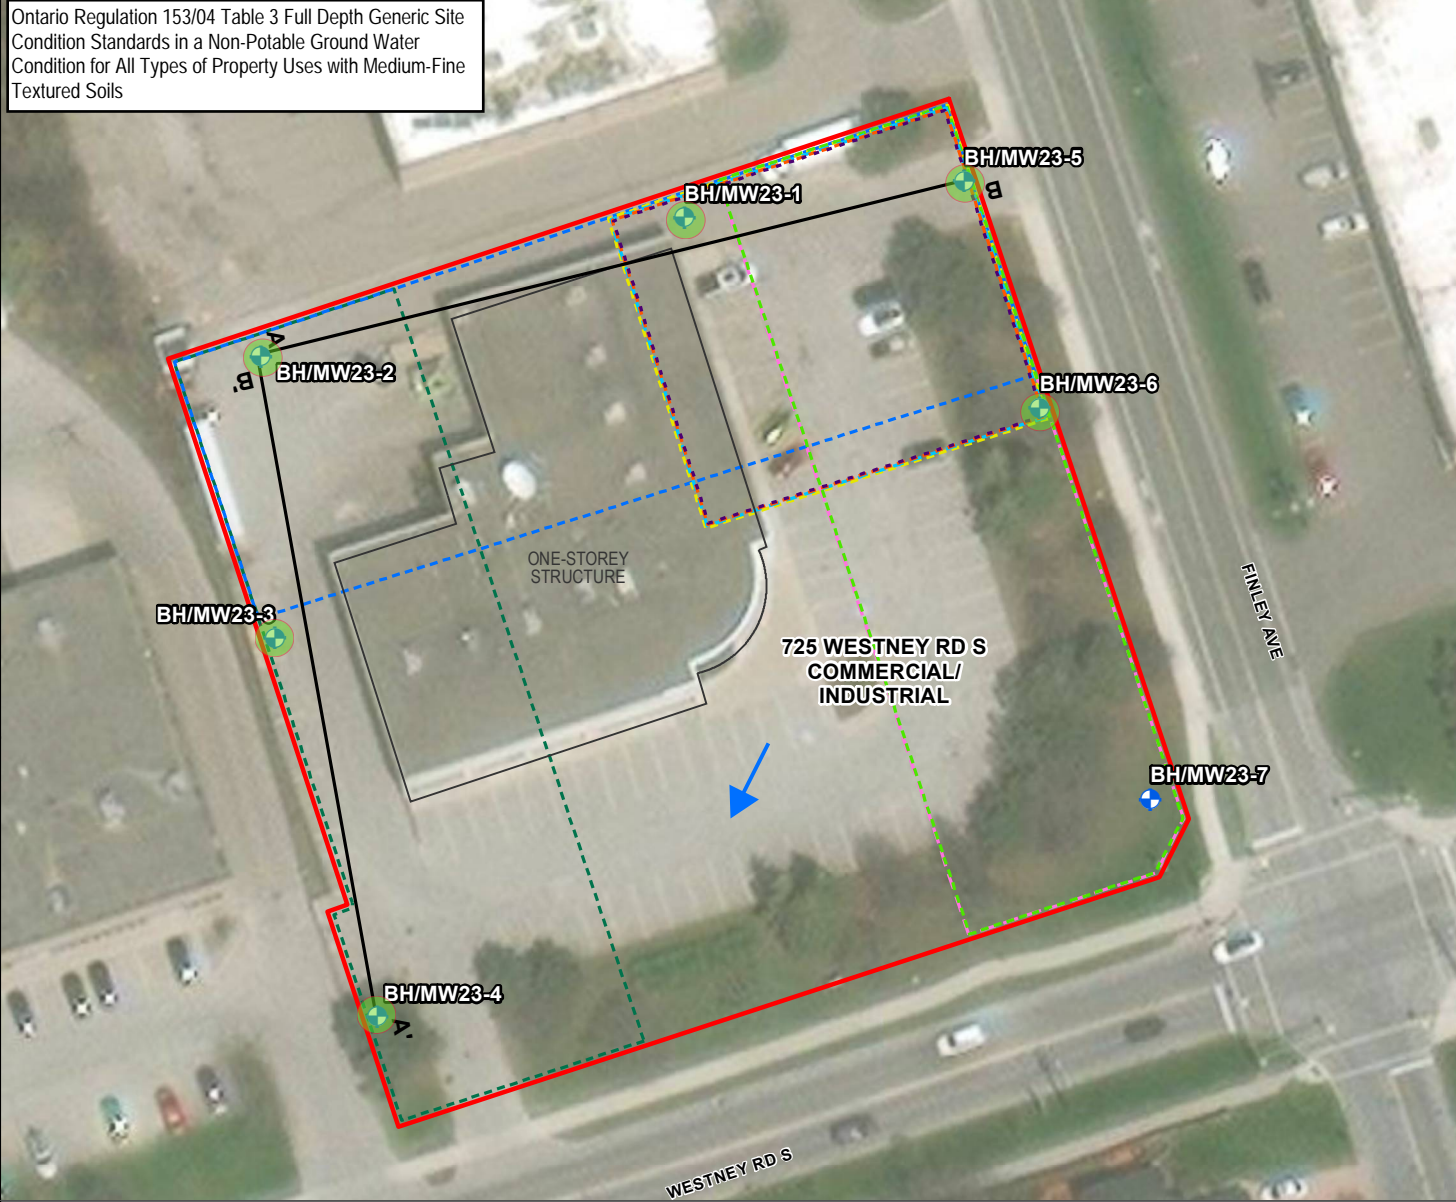 Ontario Regulation 153/04 Table 3 Full Depth Generic Site
Condition Standards in a Non-Potable Ground Water
Condition for All Types of Property Uses with Medium-Fine
Textured Soils
BH/MW23-5
B
BH/MW23-1
A
B'
BH/MW23-2
BH/MW23-6
ONE-STOREY
STRUCTURE
BH/MW23-3
FINLEY AVE
725 WESTNEY RD S
COMMERCIAL/
INDUSTRIAL
BH/MW23-7
BH/MW23-4
A'
WESTNEY RD S